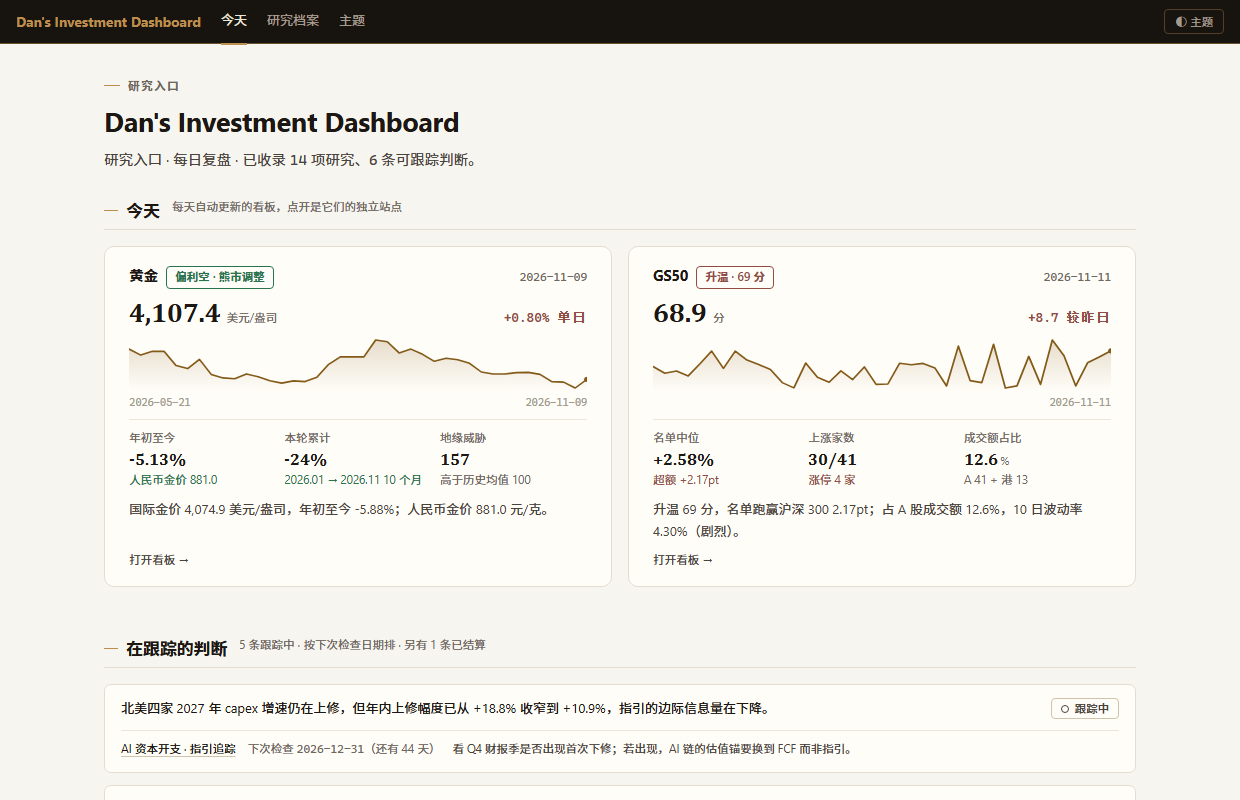 Dan's Investment Dashboard 今天 研究档案 主题 主题
研究入口
Dan's Investment Dashboard
研究入口 · 每日复盘 · 已收录 14 项研究、6 条可跟踪判断。
今天 每天自动更新的看板，点开是它们的独立站点
黄金 偏利空 · 熊市调整 2026-11-09
4,107.4 美元/盎司 +0.80% 单日
2026-05-21 2026-11-09
年初至今 本轮累计 地缘威胁
-5.13% -24% 157
人民币金价 881.0 2026.01 → 2026.11 10 个月 高于历史均值 100
国际金价 4,074.9 美元/盎司，年初至今 -5.88%；人民币金价 881.0 元/克。
打开看板 →
GS50 升温 · 69 分 2026-11-11
68.9 分 +8.7 较昨日
2026-11-11
名单中位 上涨家数 成交额占比
+2.58% 30/41 12.6 %
超额 +2.17pt 涨停 4 家 A 41 + 港 13
升温 69 分，名单跑赢沪深 300 2.17pt；占 A 股成交额 12.6%，10 日波动率
4.30%（剧烈）。
打开看板 →
在跟踪的判断 5 条跟踪中 · 按下次检查日期排 · 另有 1 条已结算
北美四家 2027 年 capex 增速仍在上修，但年内上修幅度已从 +18.8% 收窄到 +10.9%，指引的边际信息量在下降。 跟踪中
AI 资本开支 · 指引追踪 下次检查 2026-12-31（还有 44 天） 看 Q4 财报季是否出现首次下修；若出现，AI 链的估值锚要换到 FCF 而非指引。